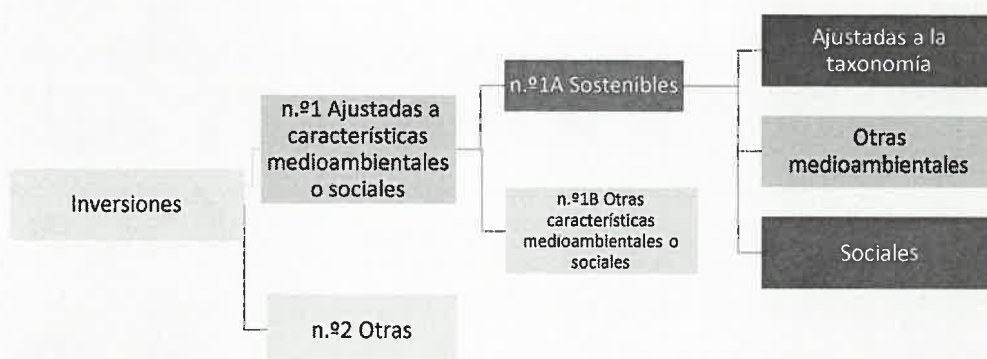 Inversiones
n.º1 Ajustadas a
características
medioambientales
o sociales
n.º2 Otras
n.º1A Sostenibles
n.º1B Otras
características
medioambientales o
sociales
Ajustadas a la
taxonomía
Otras
medioambientales
Sociales